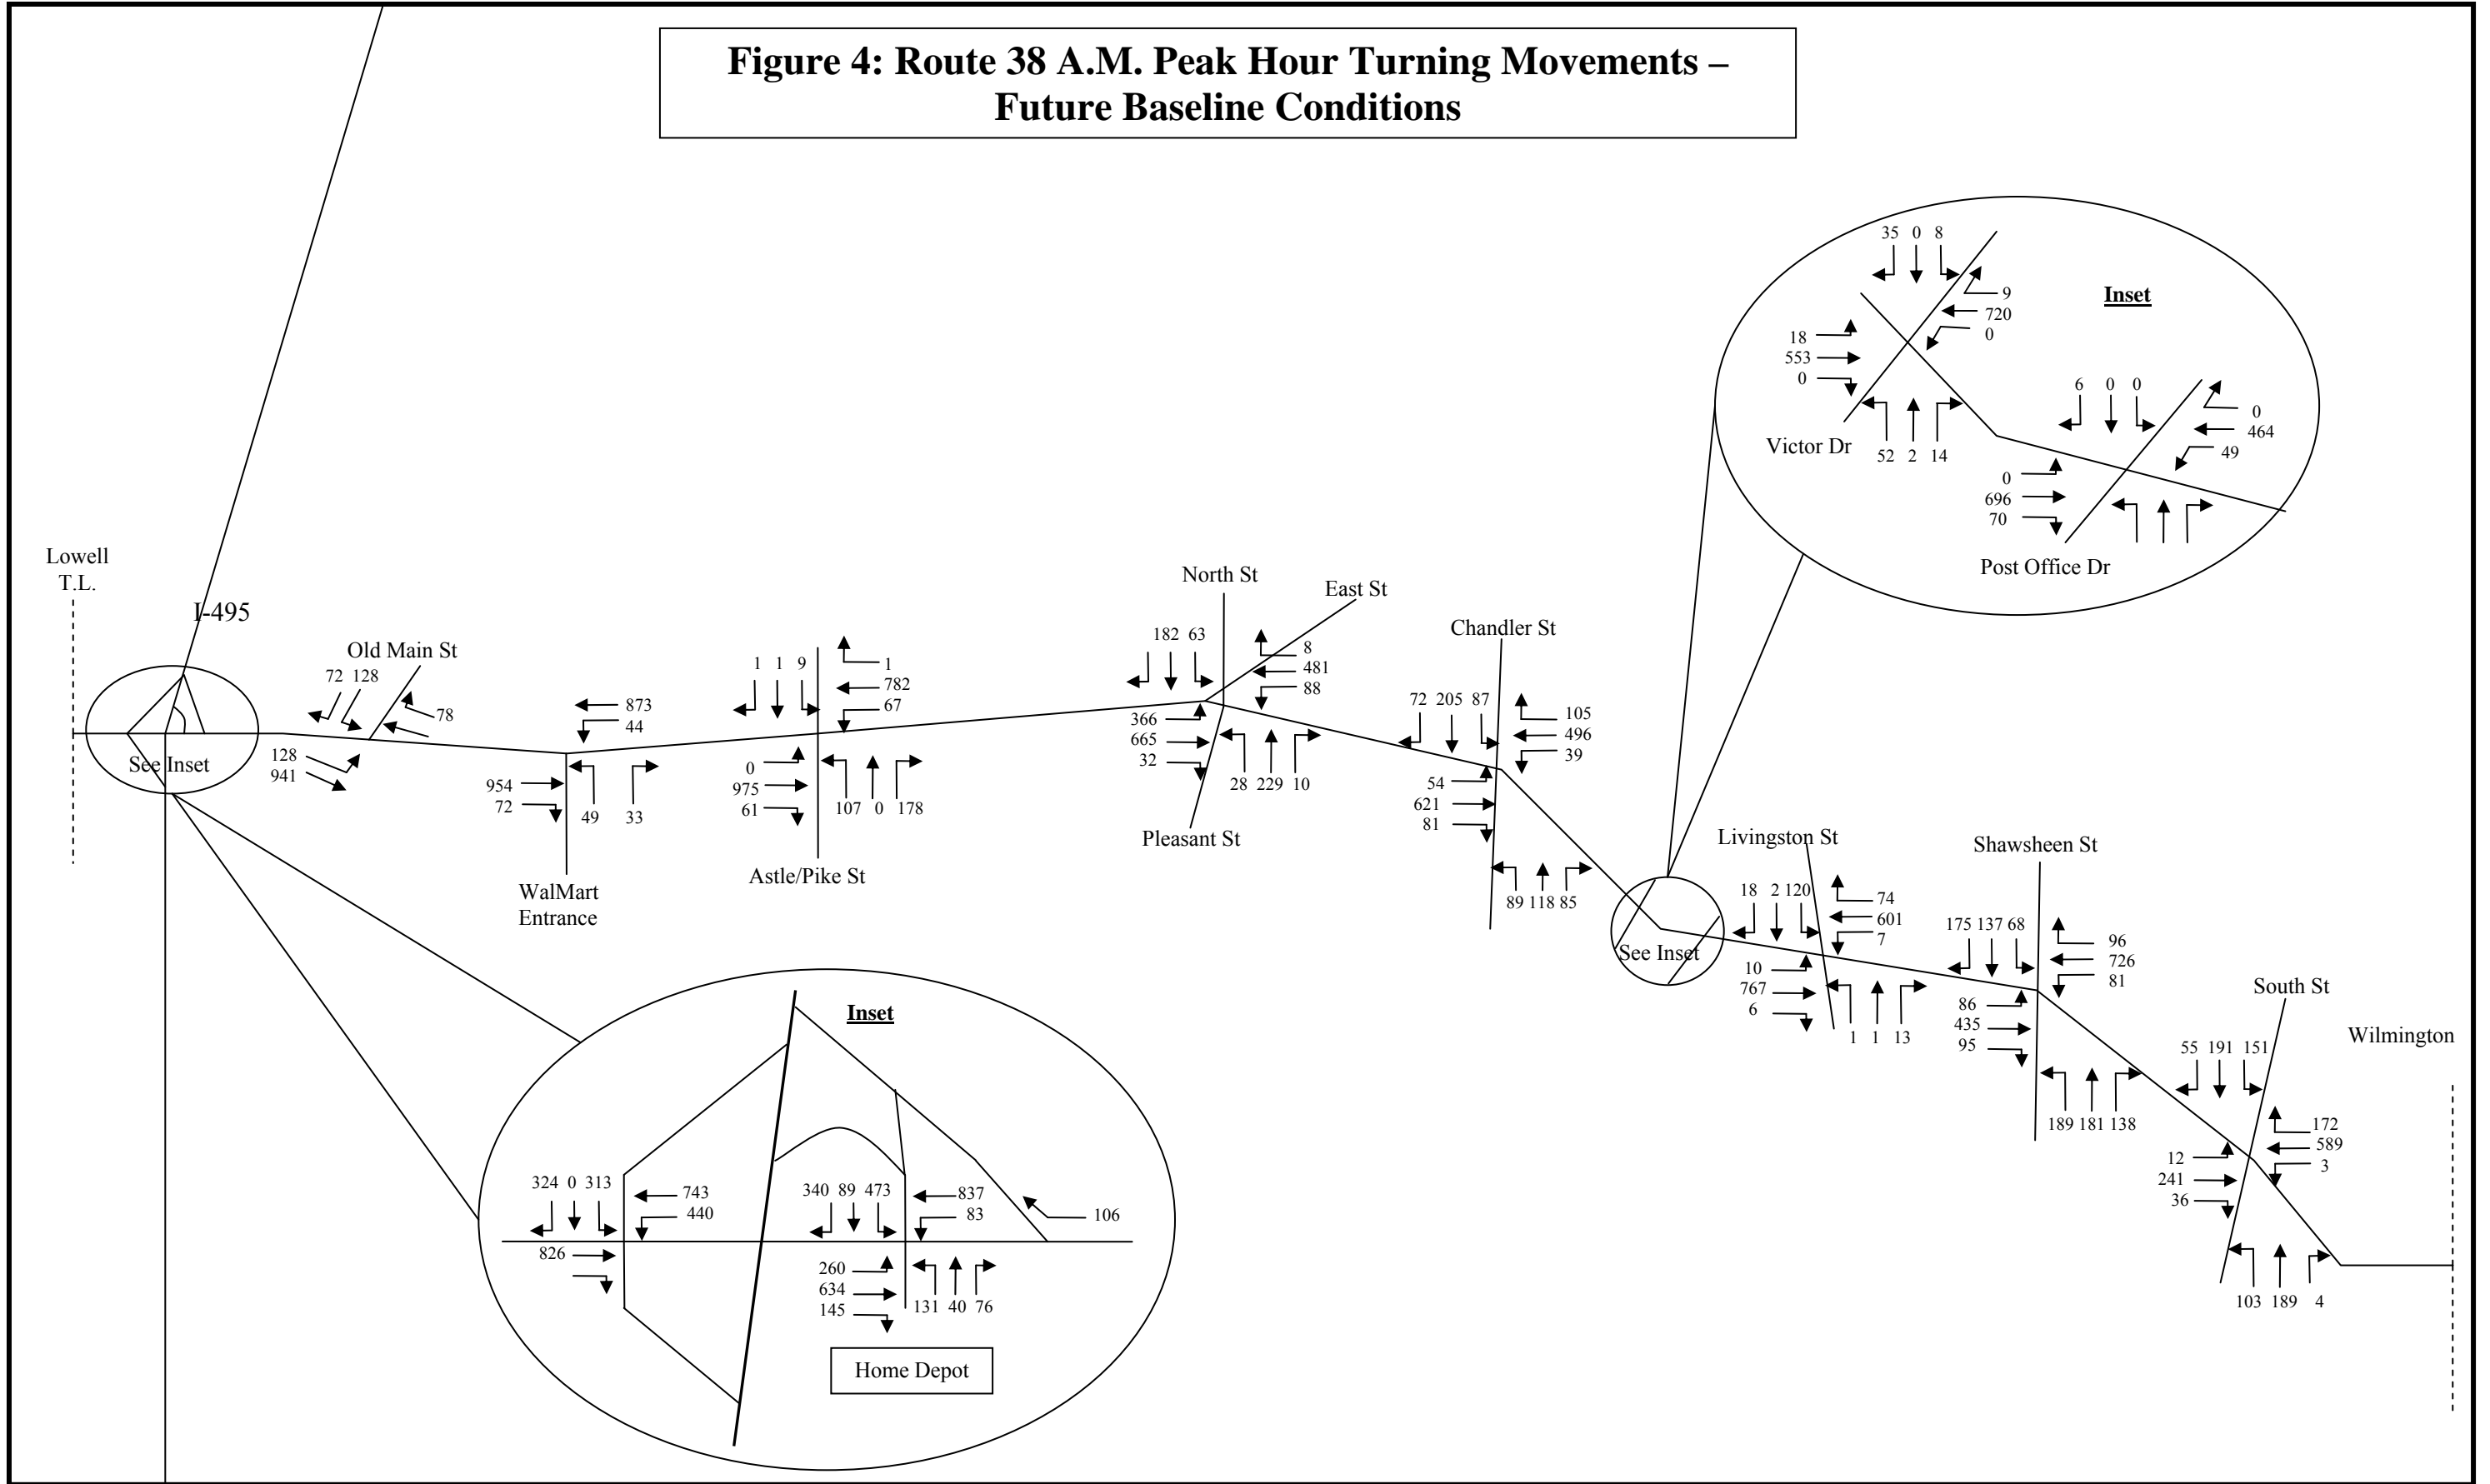 Figure 4: Route 38 A.M. Peak Hour Turning Movements –
Future Baseline Conditions
35 0 8
9
720
0
Inset
18
553
0
Victor Dr
52 2 14
6 0 0
0
464
49
0
696
70
Post Office Dr
Lowell
T.L.
I-495
See Inset
Old Main St
72 128
78
128
941
873
44
954
72
49 33
WalMart
Entrance
1 1 9
1
782
67
0
975
61
107 0 178
Astle/Pike St
North St
East St
182 63
8
481
88
366
665
32
28 229 10
Pleasant St
Chandler St
72 205 87
105
496
39
54
621
81
89 118 85
See Inset
Livingston St
18 2 120
74
601
7
10
767
6
1 1 13
Shawsheen St
175 137 68
96
726
81
86
435
95
189 181 138
South St
55 191 151
172
589
3
12
241
36
103 189 4
Wilmington
Inset
324 0 313
743
440
826
340 89 473
837
83
106
260
634
145
131 40 76
Home Depot